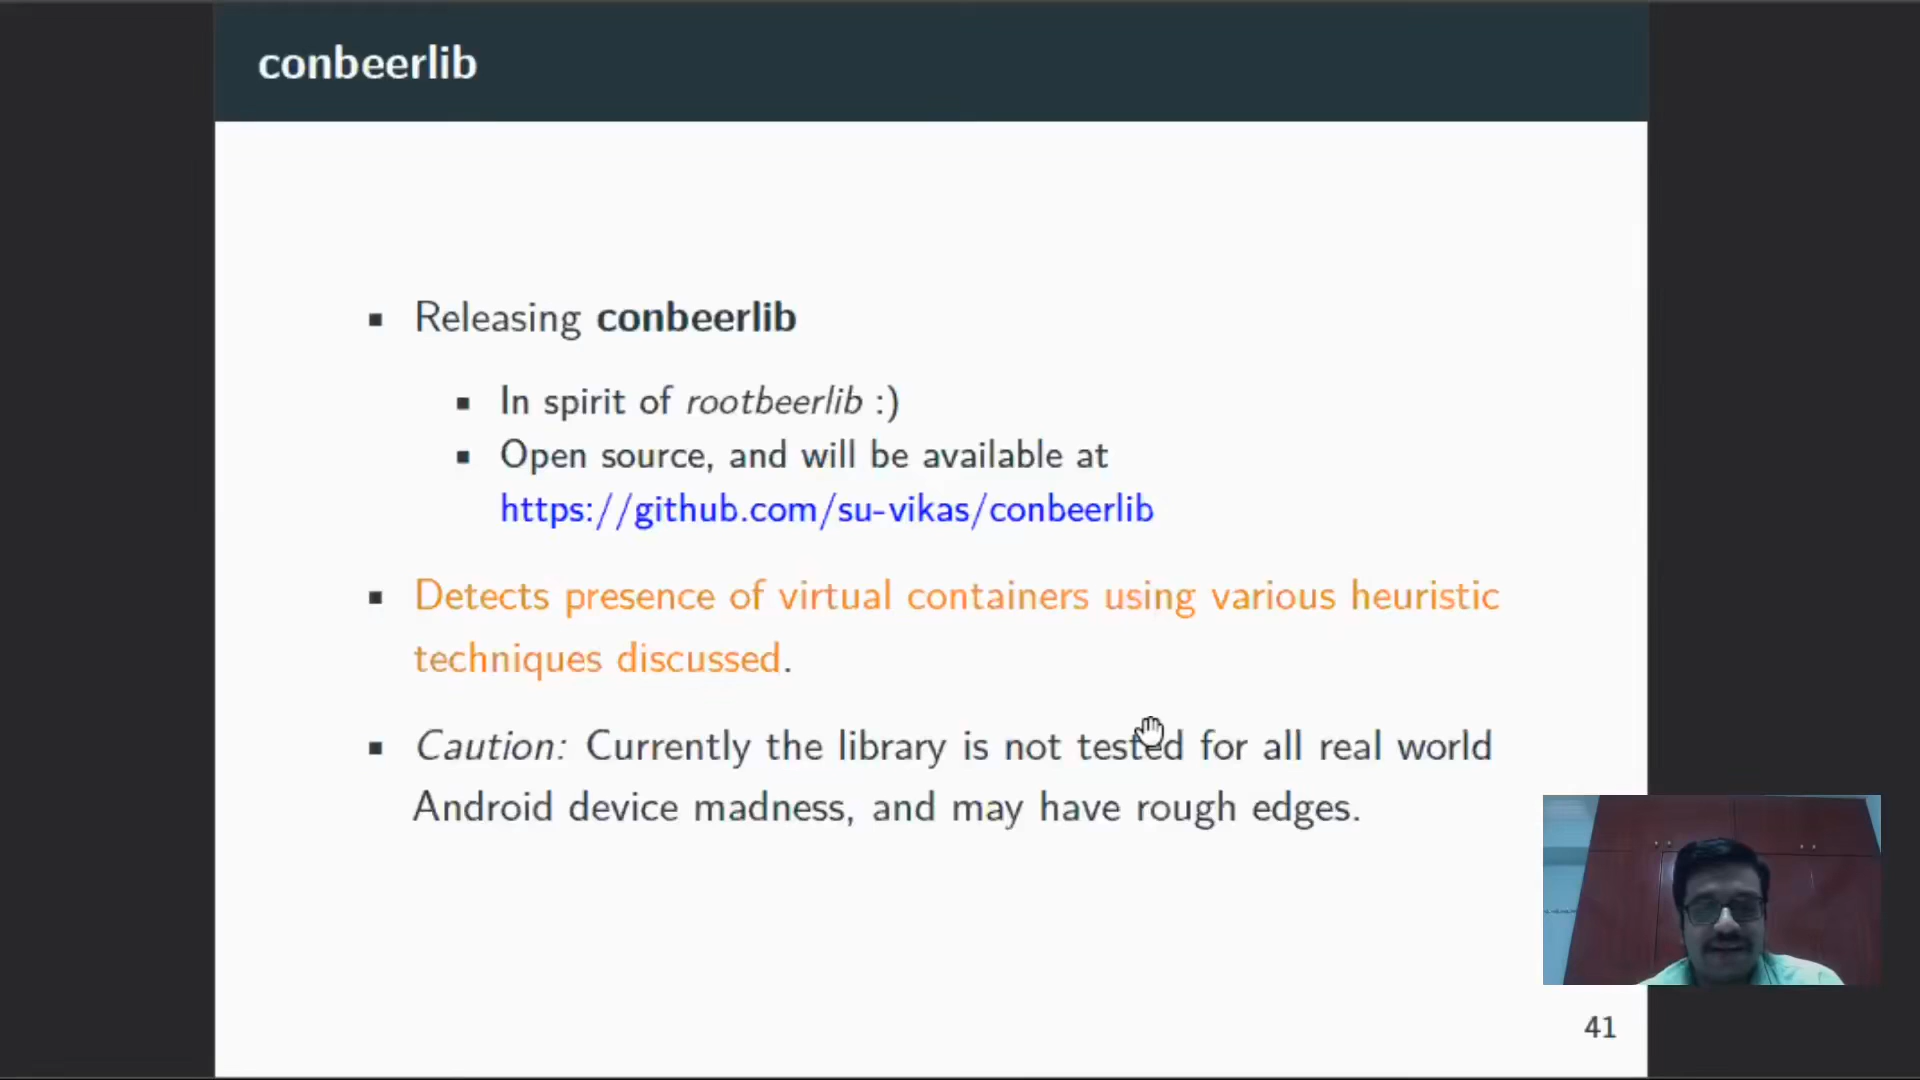 conbeerlib
Releasing conbeerlib
In spirit of rootbeerlib :)
Open source, and will be available at
https://github.com/su-vikas/conbeerlib
Detects presence of virtual containers using various heuristic
techniques discussed.
Caution: Currently the library is not tested for all real world
Android device madness, and may have rough edges.
41